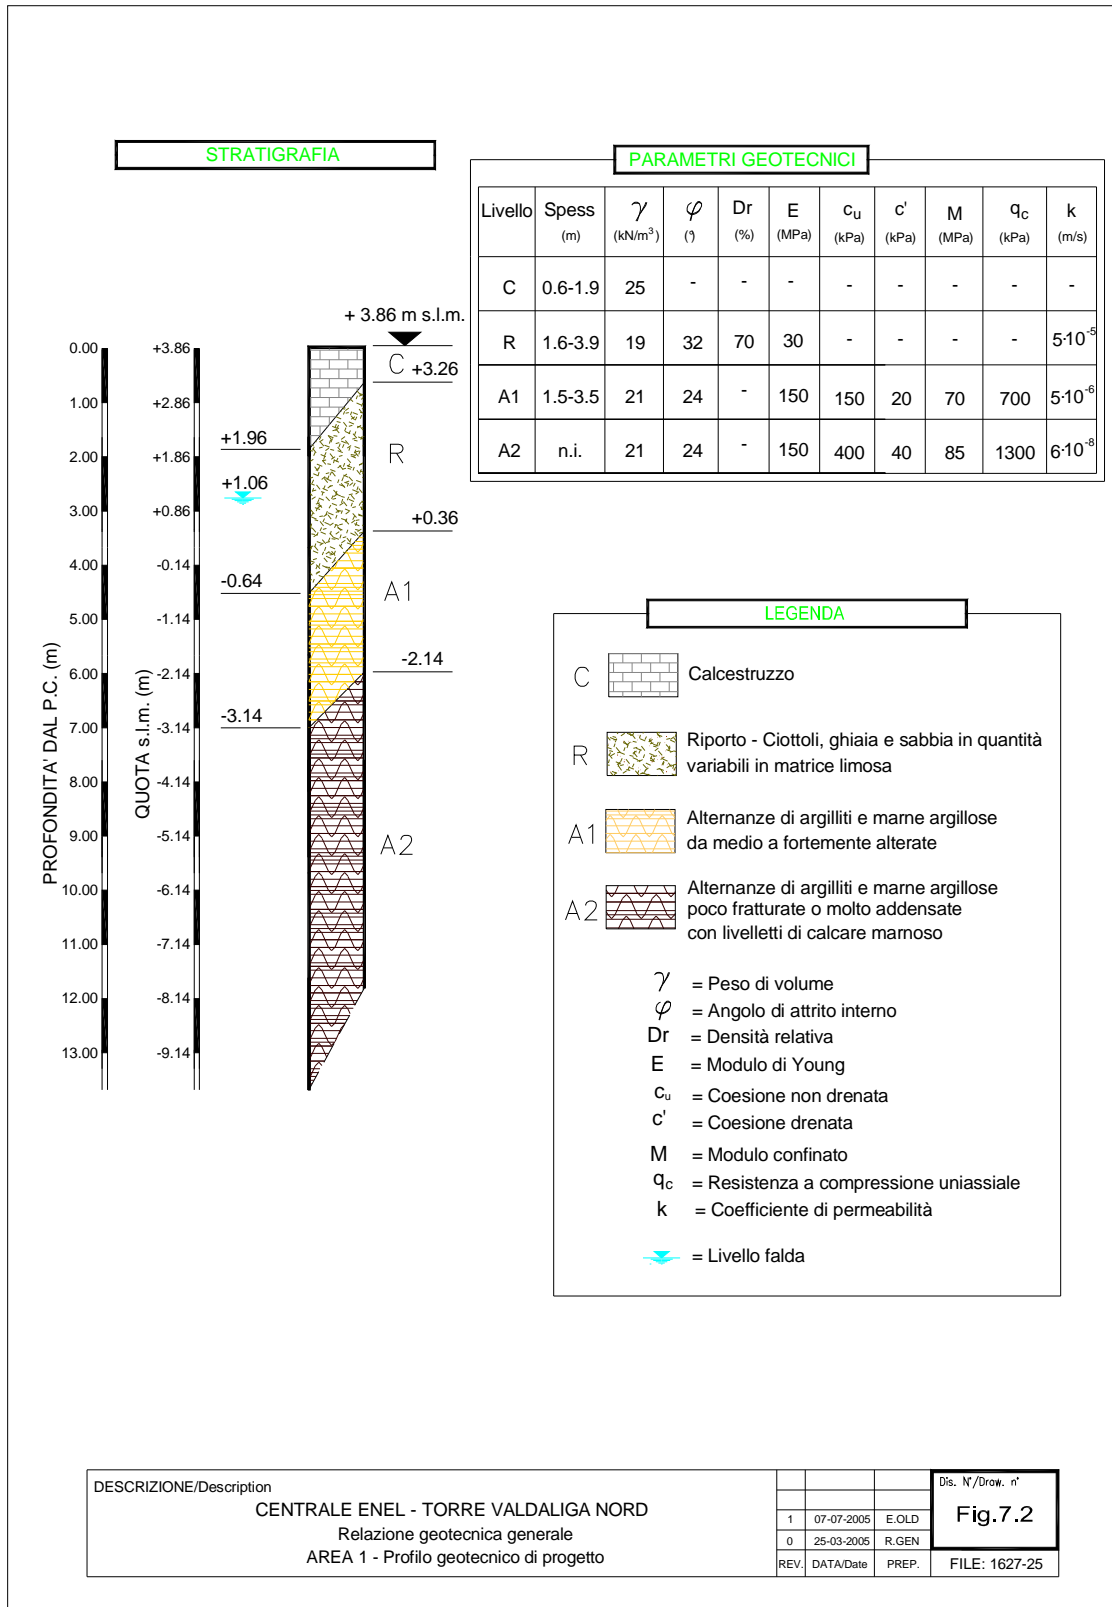 STRATIGRAFIA
PARAMETRI GEOTECNICI
Livello Spess (m) γ (kN/m³) φ (°) Dr (%) E (MPa) cu (kPa) c' (kPa) M (MPa) qc (kPa) k (m/s)
C 0.6-1.9 25 - - - - - - - -
R 1.6-3.9 19 32 70 30 - - - - 5·10⁻⁵
A1 1.5-3.5 21 24 - 150 150 20 70 700 5·10⁻⁶
A2 n.i. 21 24 - 150 400 40 85 1300 6·10⁻⁸
+ 3.86 m s.l.m.
0.00 +3.86
C +3.26
1.00 +2.86
+1.96
R
2.00 +1.86
+1.06
3.00 +0.86
+0.36
4.00 -0.14
-0.64
A1
5.00 -1.14
-2.14
6.00 -2.14
-3.14
7.00 -3.14
8.00 -4.14
9.00 -5.14
A2
10.00 -6.14
11.00 -7.14
12.00 -8.14
13.00 -9.14
PROFONDITA' DAL P.C. (m)
QUOTA s.l.m. (m)
LEGENDA
C Calcestruzzo
R Riporto - Ciottoli, ghiaia e sabbia in quantità
variabili in matrice limosa
A1 Alternanze di argilliti e marne argillose
da medio a fortemente alterate
A2 Alternanze di argilliti e marne argillose
poco fratturate o molto addensate
con livelletti di calcare marnoso
γ = Peso di volume
φ = Angolo di attrito interno
Dr = Densità relativa
E = Modulo di Young
cu = Coesione non drenata
c' = Coesione drenata
M = Modulo confinato
qc = Resistenza a compressione uniassiale
k = Coefficiente di permeabilità
= Livello falda
DESCRIZIONE/Description
CENTRALE ENEL - TORRE VALDALIGA NORD
Relazione geotecnica generale
AREA 1 - Profilo geotecnico di progetto
1 07-07-2005 E.OLD
0 25-03-2005 R.GEN
REV. DATA/Date PREP.
Dis. N°/Draw. n°
Fig.7.2
FILE: 1627-25